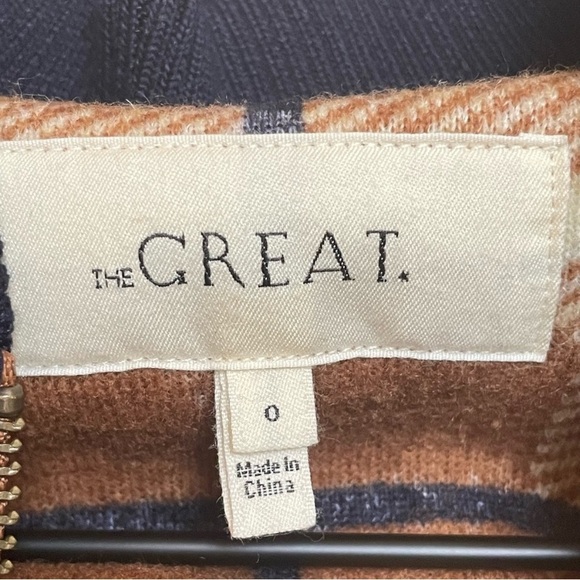 THE GREAT.
0
Made In
China